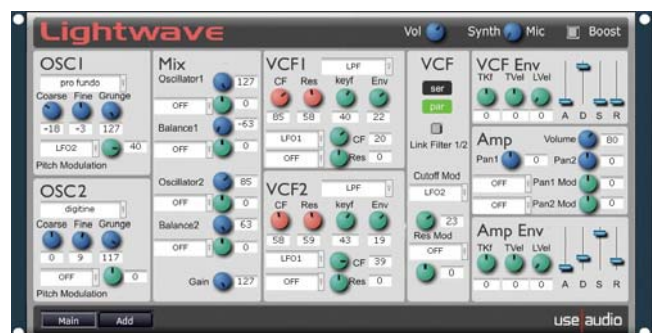 Lightwave Vol Synth Mic Boost
OSC1
pro fundo
Coarse Fine Grunge
-18 -3 127
LFO2 40
Pitch Modulation
OSC2
digitine
Coarse Fine Grunge
0 9 117
OFF 0
Pitch Modulation
Mix
Oscillator1 127
OFF 0
Balance1 -63
OFF 0
Oscillator2 85
OFF 0
Balance2 63
OFF 0
Gain 127
VCF1 LPF
CF Res keyf Env
85 58 40 22
LFO1 CF 20
OFF Res 0
VCF2 LPF
CF Res keyf Env
58 59 43 19
LFO1 CF 39
OFF Res 0
VCF
ser
par
Link Filter 1/2
Cutoff Mod
LFO2
23
Res Mod
OFF
0
VCF Env
TKf TVel LVel
0 0 0 A D S R
Amp Volume 80
Pan1 0 Pan2 0
OFF Pan1 Mod 0
OFF Pan2 Mod 0
Amp Env
TKf TVel LVel
0 0 0 A D S R
Main Add use audio